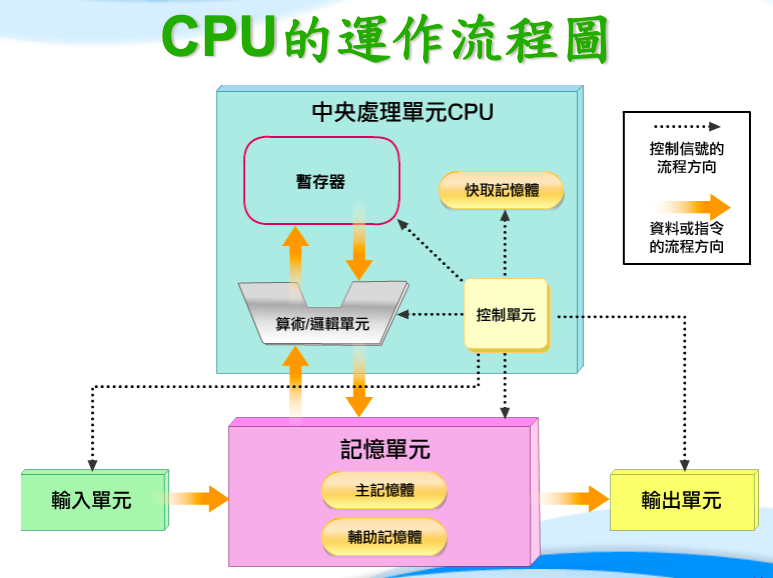 CPU的運作流程圖
中央處理單元CPU
暫存器
快取記憶體
控制信號的
流程方向
資料或指令
的流程方向
算術/邏輯單元
控制單元
記憶單元
主記憶體
輔助記憶體
輸入單元
輸出單元